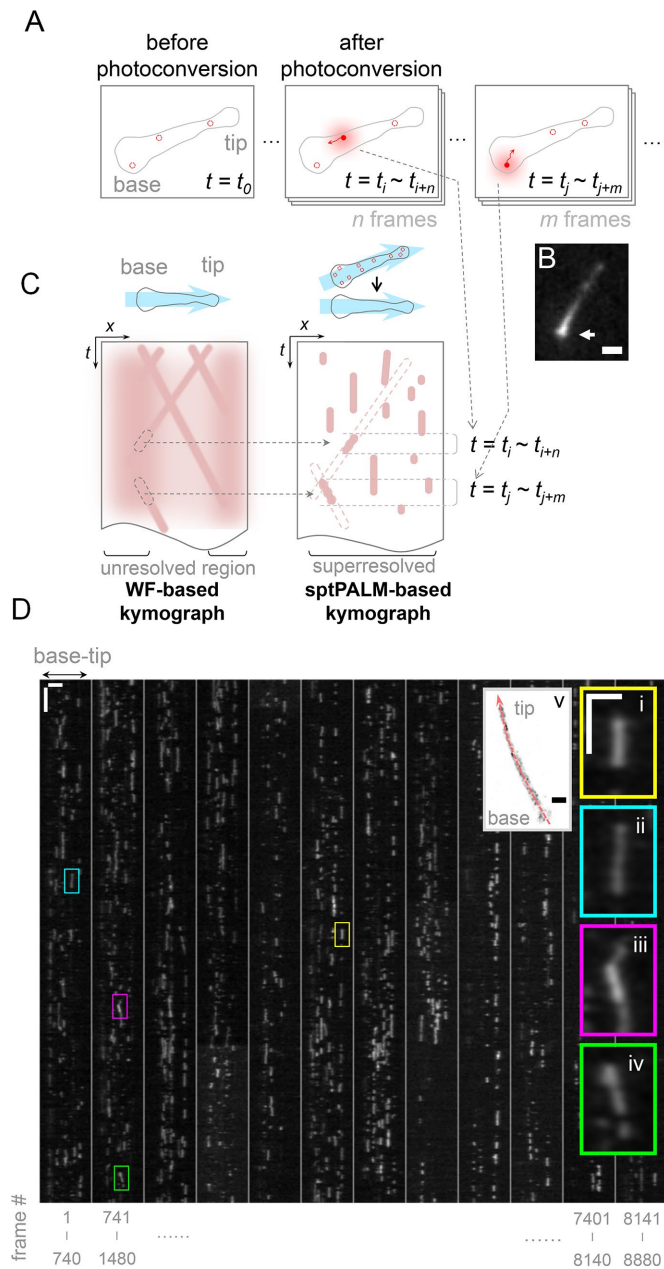 A
before
photoconversion
after
photoconversion
tip
base
t = t0
...
t = ti ~ ti+n
n frames
...
t = tj ~ tj+m
m frames
...
B
C
base
tip
x
t
x
t
t = ti ~ ti+n
t = tj ~ tj+m
unresolved region
WF-based
kymograph
superresolved
sptPALM-based
kymograph
D
base-tip
v
tip
base
i
ii
iii
iv
frame #
1
740
741
1480
......
......
7401
8140
8141
8880